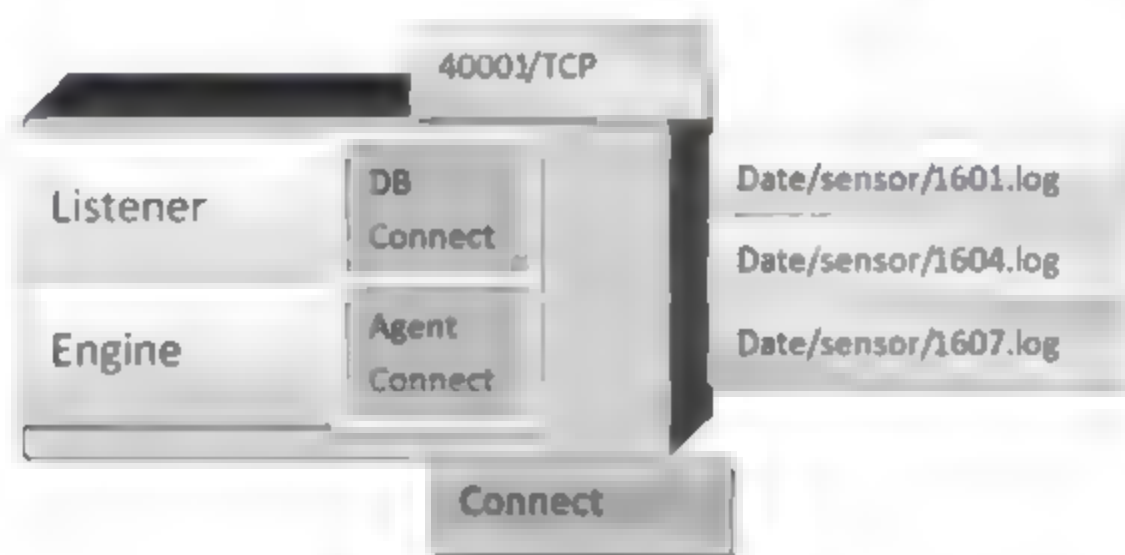 40001/TCP
Listener
DB
Connect
Engine
Agent
Connect
Date/sensor/1601.log
Date/sensor/1604.log
Date/sensor/1607.log
Connect